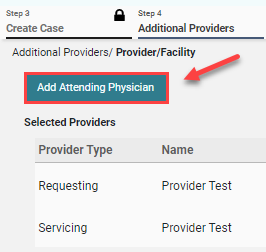 Step 3
Create Case
Step 4
Additional Providers
Additional Providers/ Provider/Facility
Add Attending Physician
Selected Providers
Provider Type Name
Requesting Provider Test
Servicing Provider Test